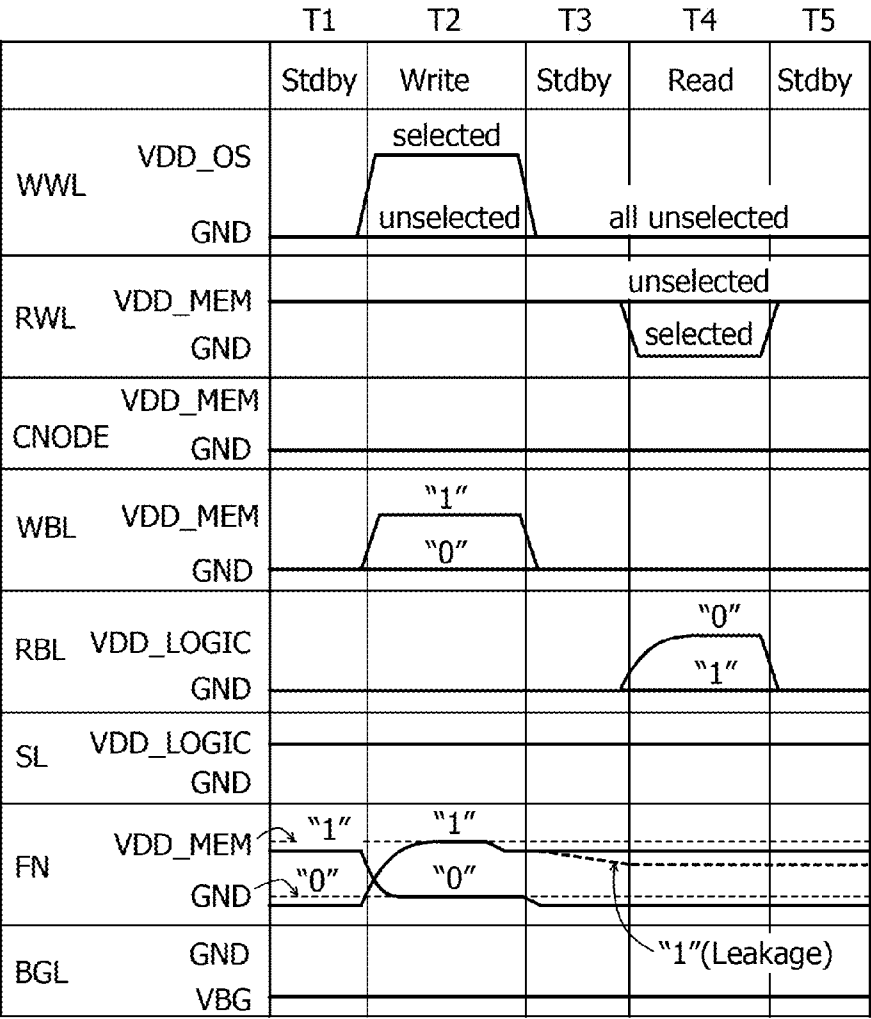 T1 T2 T3 T4 T5
Stdby Write Stdby Read Stdby
selected
VDD_OS
WWL
unselected all unselected
GND
unselected
VDD_MEM
RWL
selected
GND
VDD_MEM
CNODE
GND
"1"
VDD_MEM
WBL
"0"
GND
"0"
RBL VDD_LOGIC
"1"
GND
VDD_LOGIC
SL
GND
"1" "1"
VDD_MEM
FN
"0" "0"
GND
"1"(Leakage)
GND
BGL
VBG